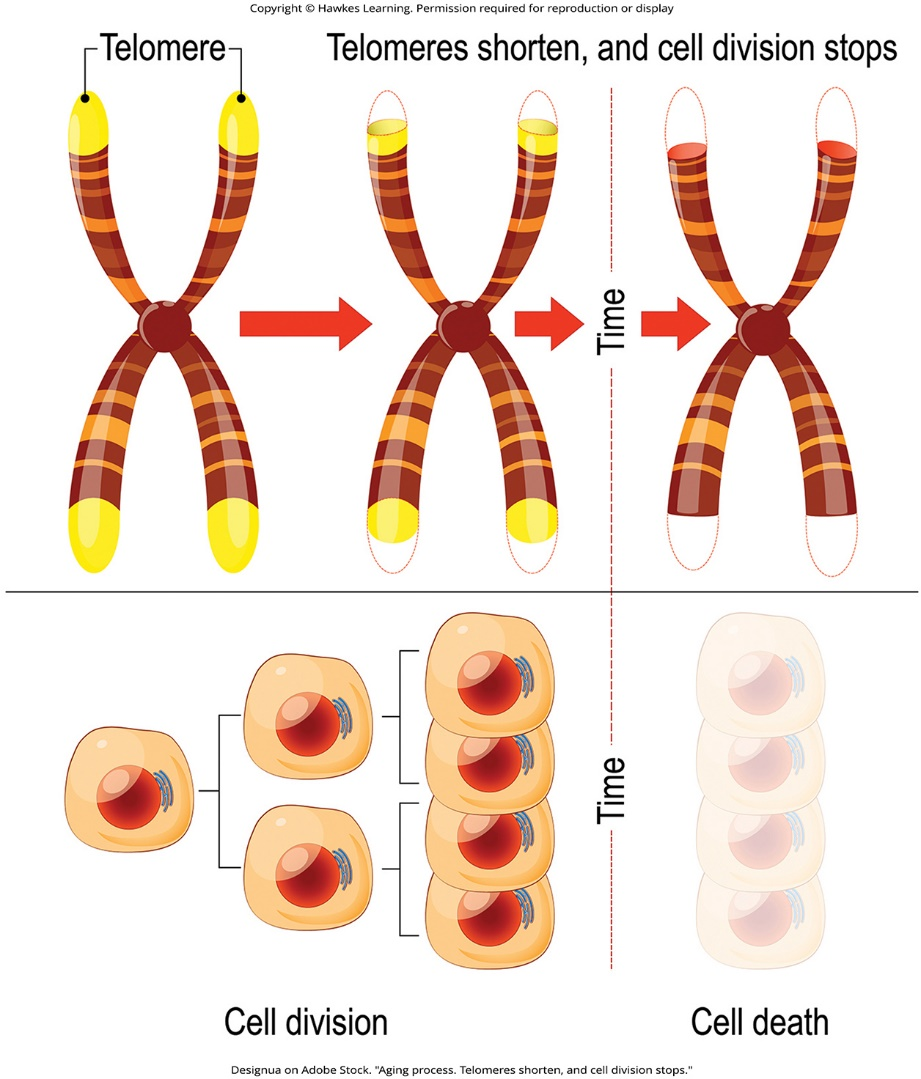 Copyright © Hawkes Learning. Permission required for reproduction or display
Telomere
Telomeres shorten, and cell division stops
Time
Time
Cell division
Cell death
Designua on Adobe Stock. "Aging process. Telomeres shorten, and cell division stops."